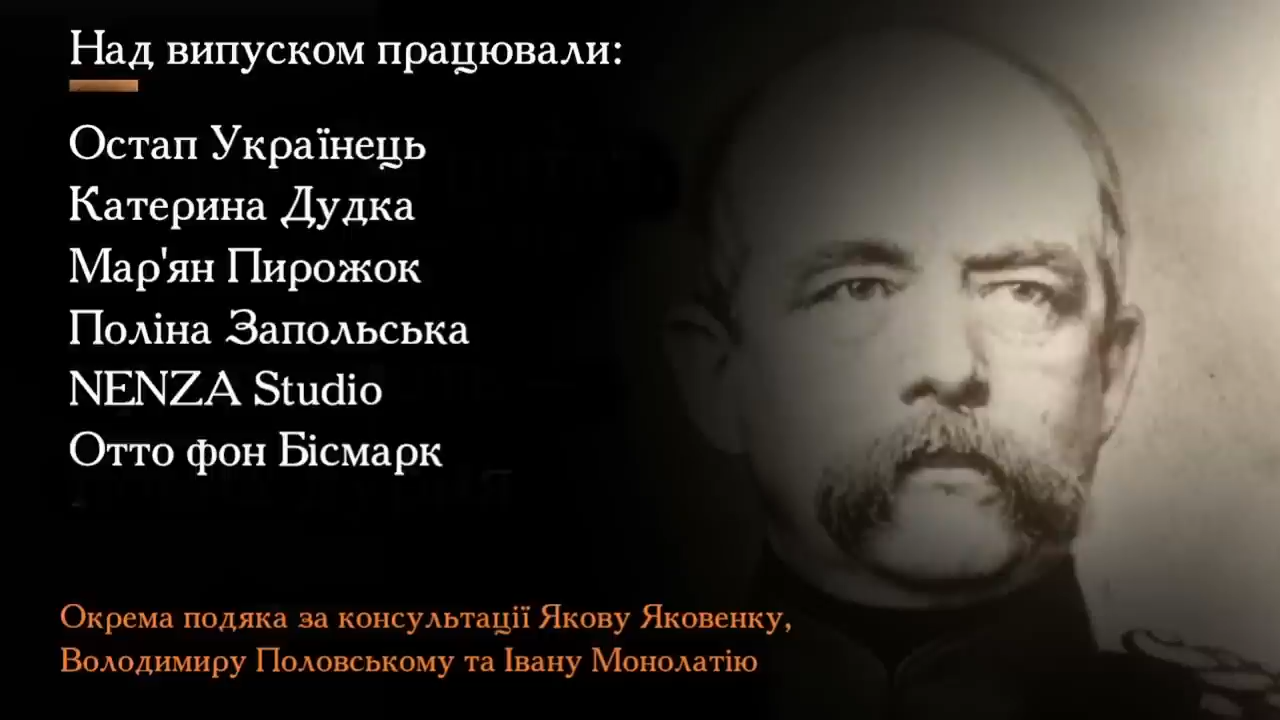 Над випуском працювали:
Остап Українець
Катерина Дудка
Мар'ян Пирожок
Поліна Запольська
NENZA Studio
Отто фон Бісмарк
Окрема подяка за консультації Якову Яковенку,
Володимиру Половському та Івану Монолатію